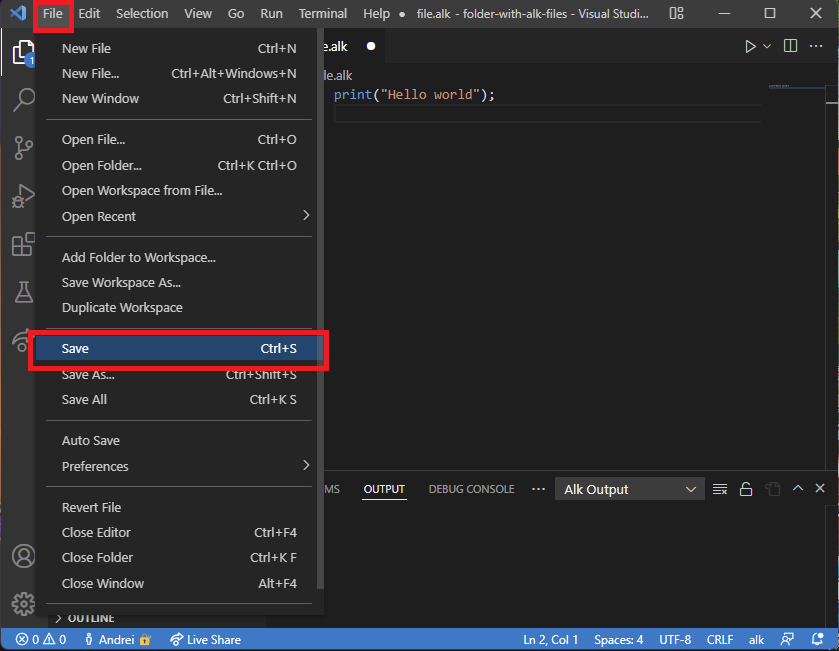 File Edit Selection View Go Run Terminal Help ● file.alk - folder-with-alk-files - Visual Studi...
1
New File Ctrl+N
New File... Ctrl+Alt+Windows+N
New Window Ctrl+Shift+N
Open File... Ctrl+O
Open Folder... Ctrl+K Ctrl+O
Open Workspace from File...
Open Recent
Add Folder to Workspace...
Save Workspace As...
Duplicate Workspace
Save Ctrl+S
Save As... Ctrl+Shift+S
Save All Ctrl+K S
Auto Save
Preferences
Revert File
Close Editor Ctrl+F4
Close Folder Ctrl+K F
Close Window Alt+F4
e.alk ●
le.alk
print("Hello world");
MS OUTPUT DEBUG CONSOLE ··· Alk Output
OUTLINE
0 0 Andrei Live Share Ln 2, Col 1 Spaces: 4 UTF-8 CRLF alk